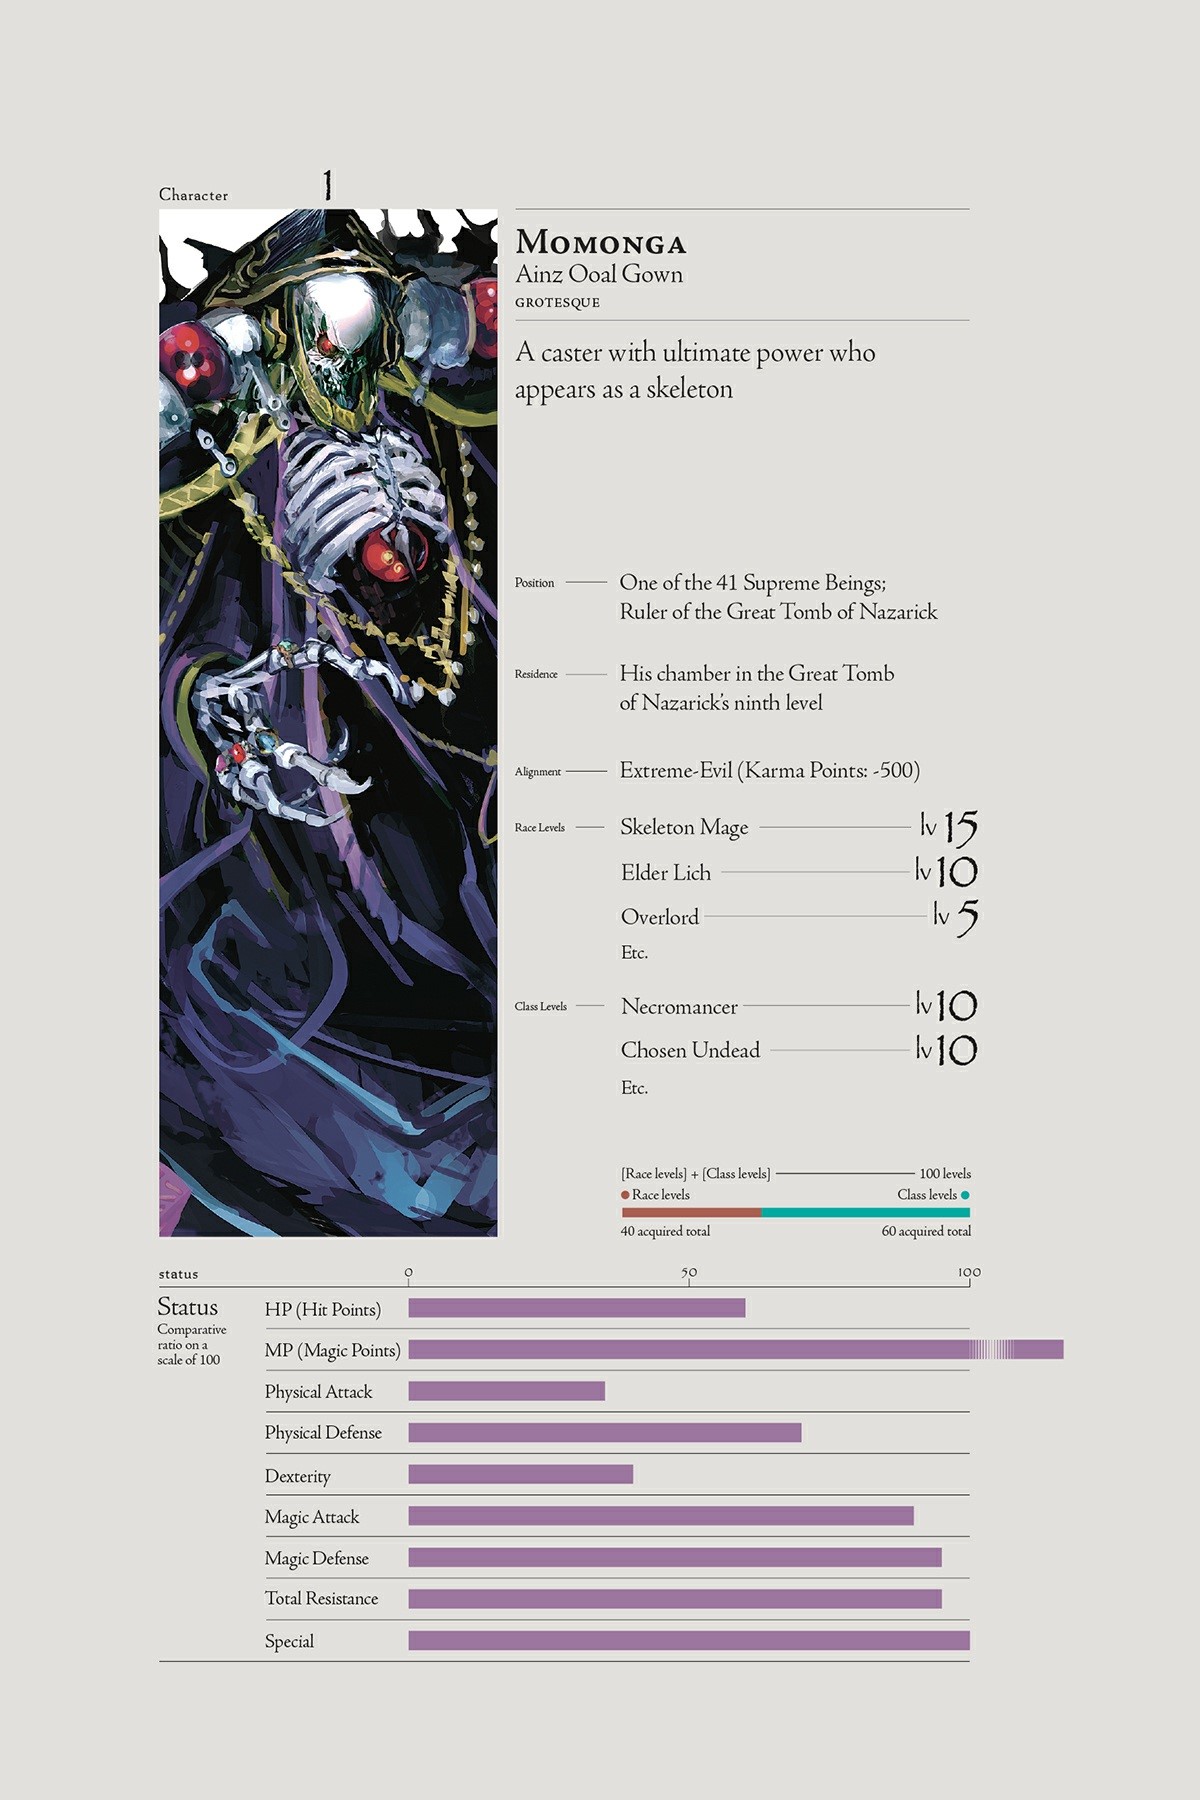 Character 1
Momonga
Ainz Ooal Gown
GROTESQUE
A caster with ultimate power who
appears as a skeleton
Position One of the 41 Supreme Beings;
Ruler of the Great Tomb of Nazarick
Residence His chamber in the Great Tomb
of Nazarick's ninth level
Alignment Extreme-Evil (Karma Points: -500)
Race Levels Skeleton Mage lv 15
Elder Lich lv 10
Overlord lv 5
Etc.
Class Levels Necromancer lv 10
Chosen Undead lv 10
Etc.
[Race levels] + [Class levels] 100 levels
Race levels Class levels
40 acquired total 60 acquired total
status 0 50 100
Status
Comparative
ratio on a
scale of 100
HP (Hit Points)
MP (Magic Points)
Physical Attack
Physical Defense
Dexterity
Magic Attack
Magic Defense
Total Resistance
Special